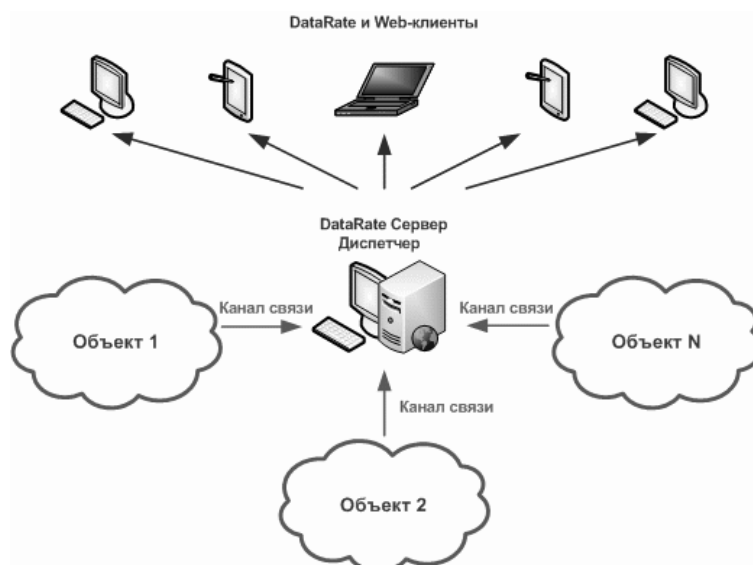 DataRate и Web-клиенты
DataRate Сервер
Диспетчер
Канал связи
Канал связи
Объект 1
Объект N
Канал связи
Объект 2